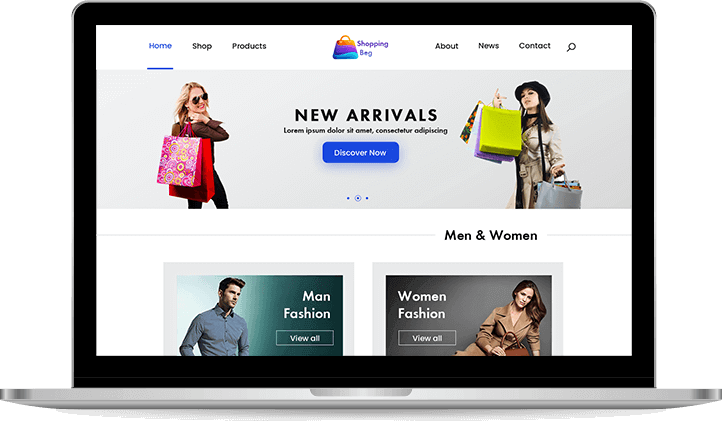 Home
Shop
Products
Shopping
Bag
About
News
Contact
NEW ARRIVALS
Lorem ipsum dolor sit amet, consectetur adipiscing
Discover Now
Men & Women
Man
Fashion
View all
Women
Fashion
View all